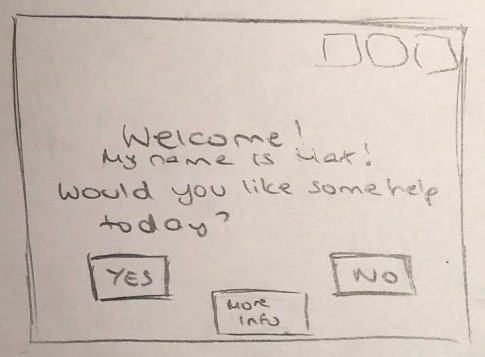 Welcome!
My name is Max!
Would you like some help
today?
YES
NO
More
Info